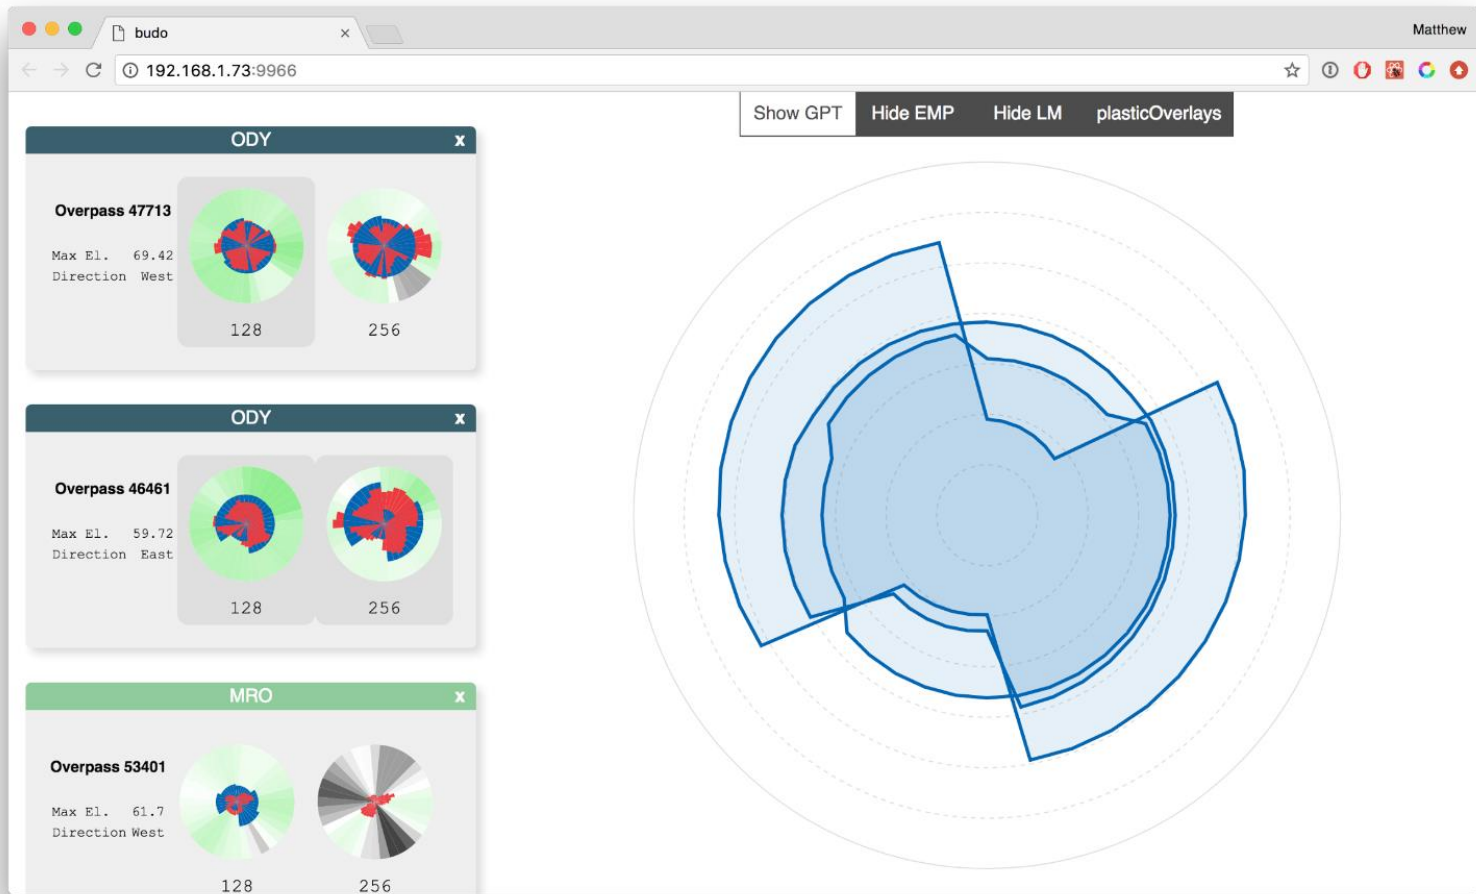 budo ×
Matthew
192.168.1.73:9966
Show GPT Hide EMP Hide LM plasticOverlays
ODY x
Overpass 47713
Max El. 69.42
Direction West
128 256
ODY x
Overpass 46461
Max El. 59.72
Direction East
128 256
MRO x
Overpass 53401
Max El. 61.7
Direction West
128 256